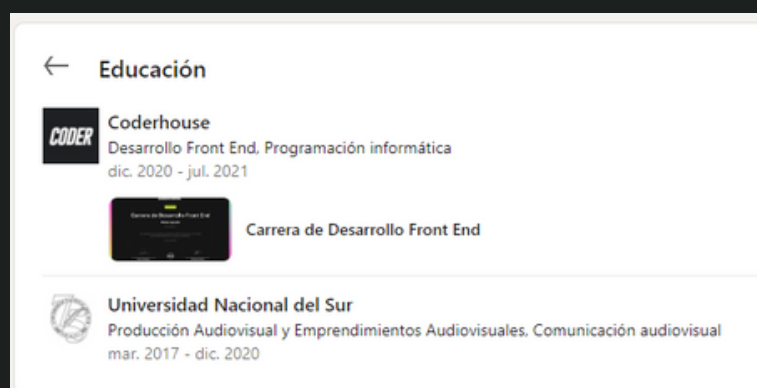 Educación
CODER
Coderhouse
Desarrollo Front End, Programación informática
dic. 2020 - jul. 2021
Carrera de Desarrollo Front End
Carrera de Desarrollo Front End
Universidad Nacional del Sur
Producción Audiovisual y Emprendimientos Audiovisuales, Comunicación audiovisual
mar. 2017 - dic. 2020